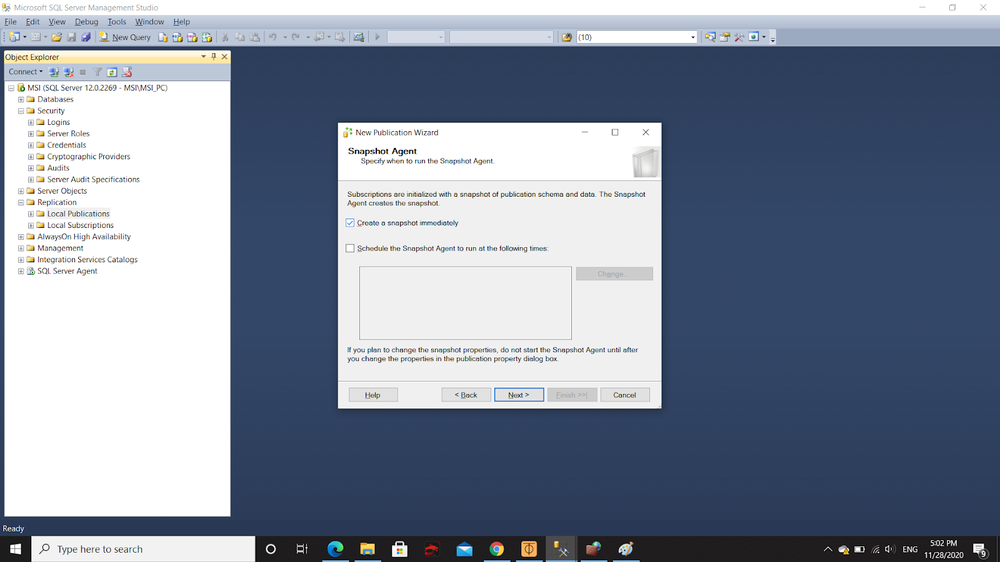 Microsoft SQL Server Management Studio
File Edit View Debug Tools Window Help
New Query
(10)
Object Explorer
Connect
MSI (SQL Server 12.0.2269 - MSI\MSI_PC)
Databases
Security
Logins
Server Roles
Credentials
Cryptographic Providers
Audits
Server Audit Specifications
Server Objects
Replication
Local Publications
Local Subscriptions
AlwaysOn High Availability
Management
Integration Services Catalogs
SQL Server Agent
New Publication Wizard
Snapshot Agent
Specify when to run the Snapshot Agent.
Subscriptions are initialized with a snapshot of publication schema and data. The Snapshot
Agent creates the snapshot.
Create a snapshot immediately
Schedule the Snapshot Agent to run at the following times:
Change...
If you plan to change the snapshot properties, do not start the Snapshot Agent until after
you change the properties in the publication property dialog box.
Help
< Back
Next >
Finish >>|
Cancel
Ready
Type here to search
ENG
5:02 PM
11/28/2020
9